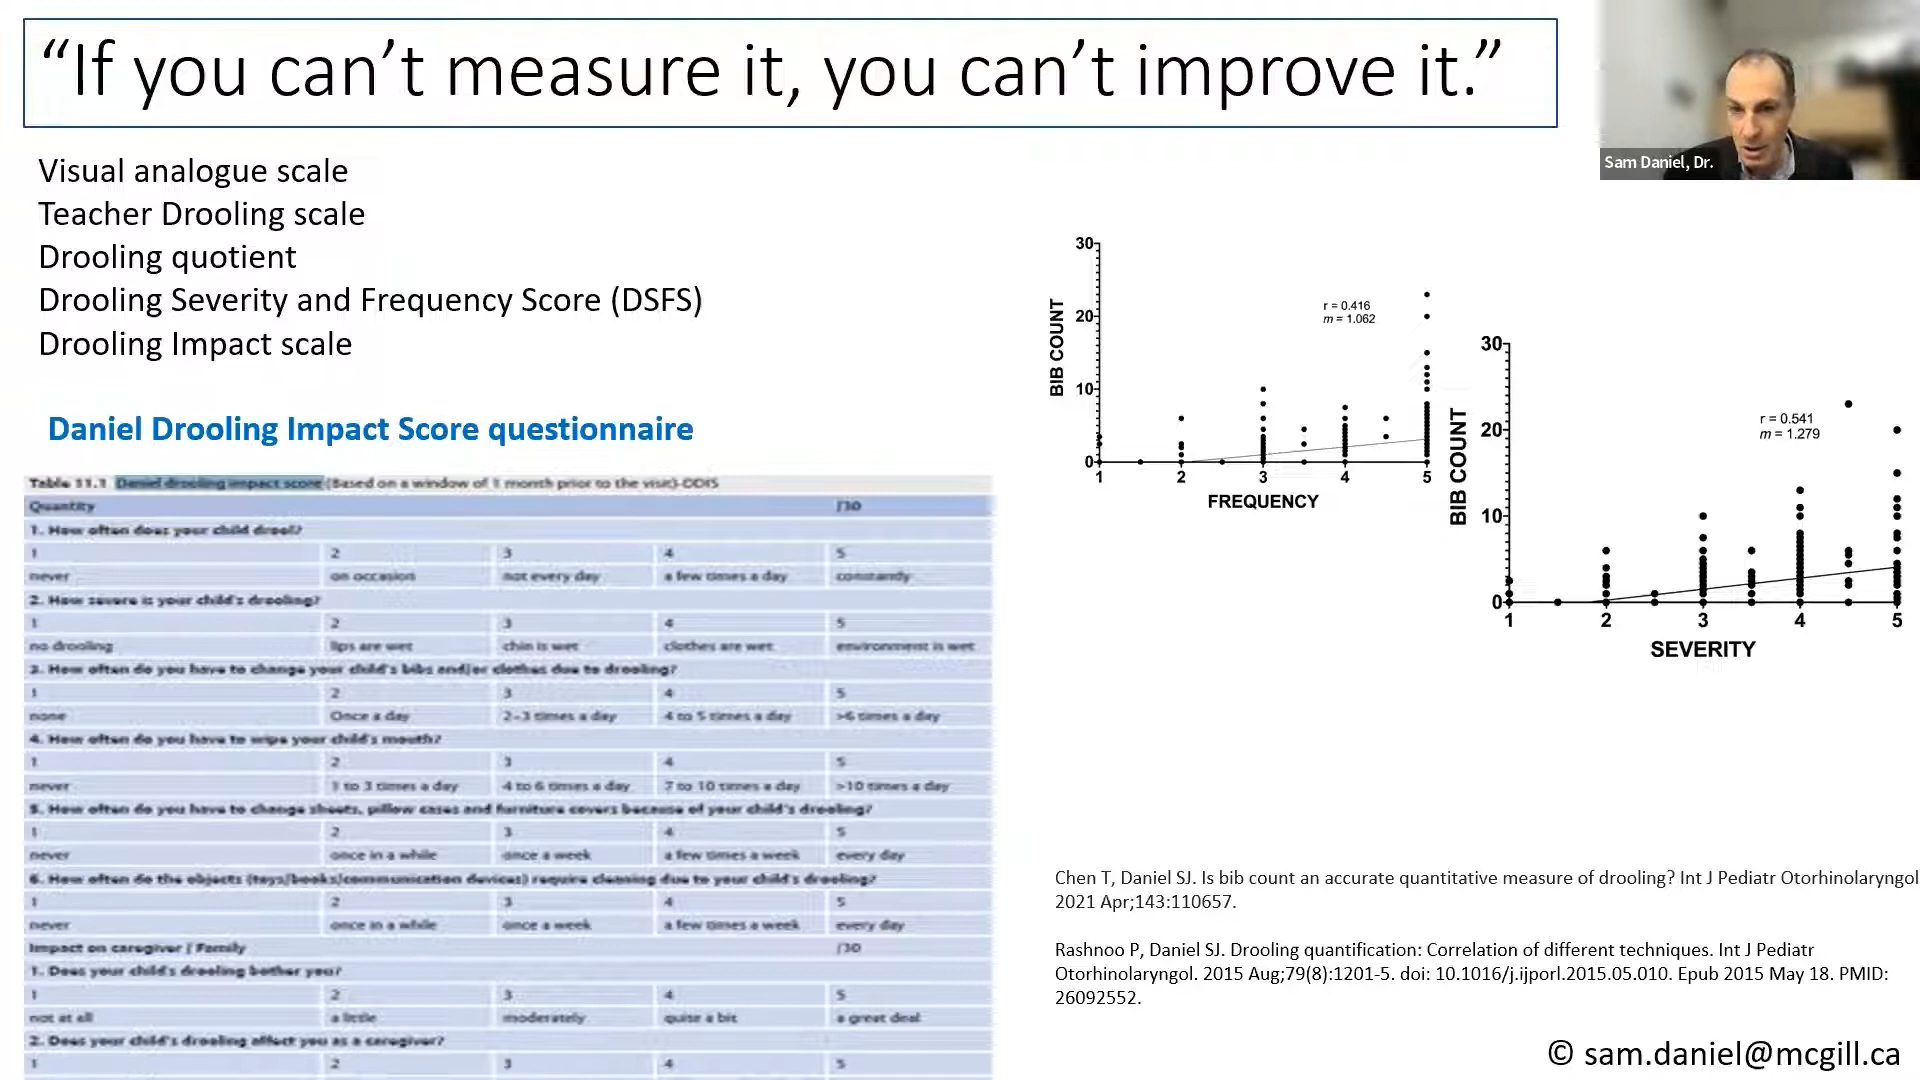 “If you can’t measure it, you can’t improve it.”
Sam Daniel, Dr.
Visual analogue scale
Teacher Drooling scale
Drooling quotient
Drooling Severity and Frequency Score (DSFS)
Drooling Impact scale
Daniel Drooling Impact Score questionnaire
Table 11.1 Daniel drooling impact score (Based on a window of 1 month prior to the visit)-DDIS
Quantity /30
1. How often does your child drool?
1 2 3 4 5
never on occasion not every day a few times a day constantly
2. How severe is your child's drooling?
1 2 3 4 5
no drooling lips are wet chin is wet clothes are wet environment is wet
3. How often do you have to change your child's bibs and/or clothes due to drooling?
1 2 3 4 5
none Once a day 2-3 times a day 4 to 5 times a day >6 times a day
4. How often do you have to wipe your child's mouth?
1 2 3 4 5
never 1 to 3 times a day 4 to 6 times a day 7 to 10 times a day >10 times a day
5. How often do you have to change sheets, pillow cases and furniture covers because of your child's drooling?
1 2 3 4 5
never once in a while once a week a few times a week every day
6. How often do the objects (toys/books/communication devices) require cleaning due to your child's drooling?
1 2 3 4 5
never once in a while once a week a few times a week every day
Impact on caregiver / Family /30
1. Does your child's drooling bother you?
1 2 3 4 5
not at all a little moderately quite a bit a great deal
2. Does your child's drooling affect you as a caregiver?
1 2 3 4 5
30
20
10
0
BIB COUNT
r = 0.416
m = 1.062
1 2 3 4 5
FREQUENCY
30
20
10
0
BIB COUNT
r = 0.541
m = 1.279
1 2 3 4 5
SEVERITY
Chen T, Daniel SJ. Is bib count an accurate quantitative measure of drooling? Int J Pediatr Otorhinolaryngol
2021 Apr;143:110657.
Rashnoo P, Daniel SJ. Drooling quantification: Correlation of different techniques. Int J Pediatr
Otorhinolaryngol. 2015 Aug;79(8):1201-5. doi: 10.1016/j.ijporl.2015.05.010. Epub 2015 May 18. PMID:
26092552.
© sam.daniel@mcgill.ca